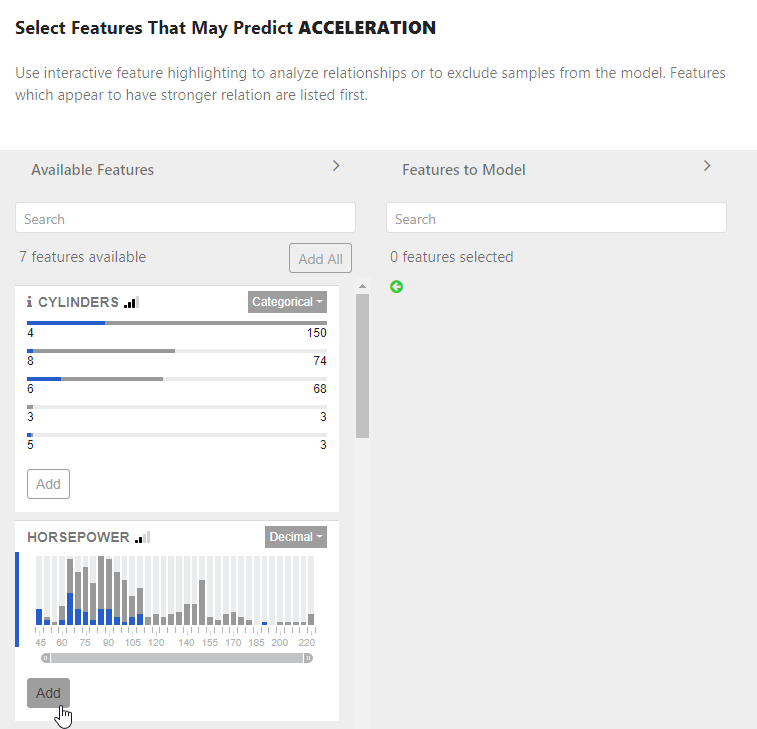 Select Features That May Predict ACCELERATION
Use interactive feature highlighting to analyze relationships or to exclude samples from the model. Features
which appear to have stronger relation are listed first.
Available Features
Search
7 features available
Add All
CYLINDERS
Categorical
4 150
8 74
6 68
3 3
5 3
Add
HORSEPOWER
Decimal
45 60 75 90 105 120 140 155 170 185 200 220
Add
Features to Model
Search
0 features selected